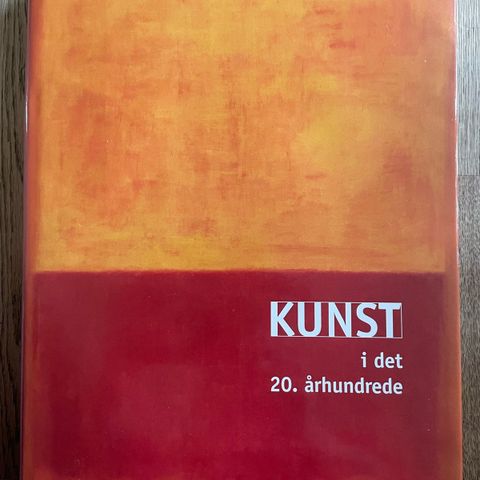 KUNST
i det
20. århundrede